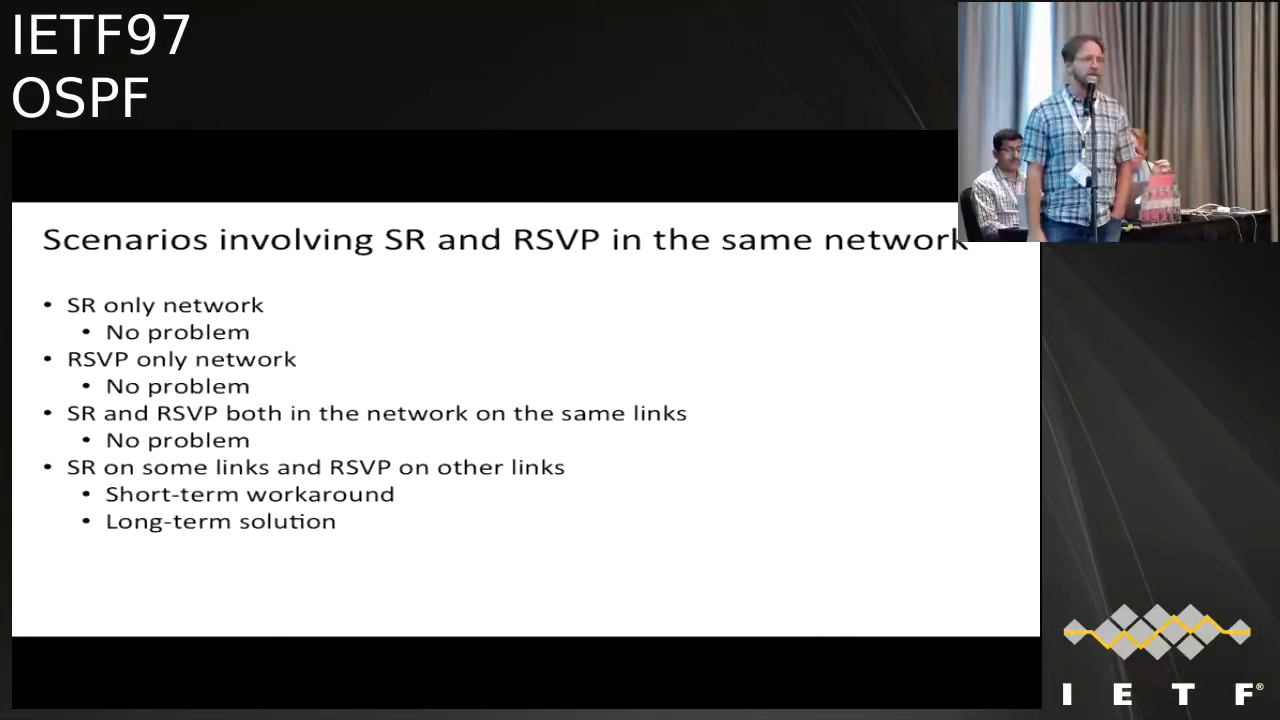 IETF97
OSPF
Scenarios involving SR and RSVP in the same network
• SR only network
• No problem
• RSVP only network
• No problem
• SR and RSVP both in the network on the same links
• No problem
• SR on some links and RSVP on other links
• Short-term workaround
• Long-term solution
I E T F®